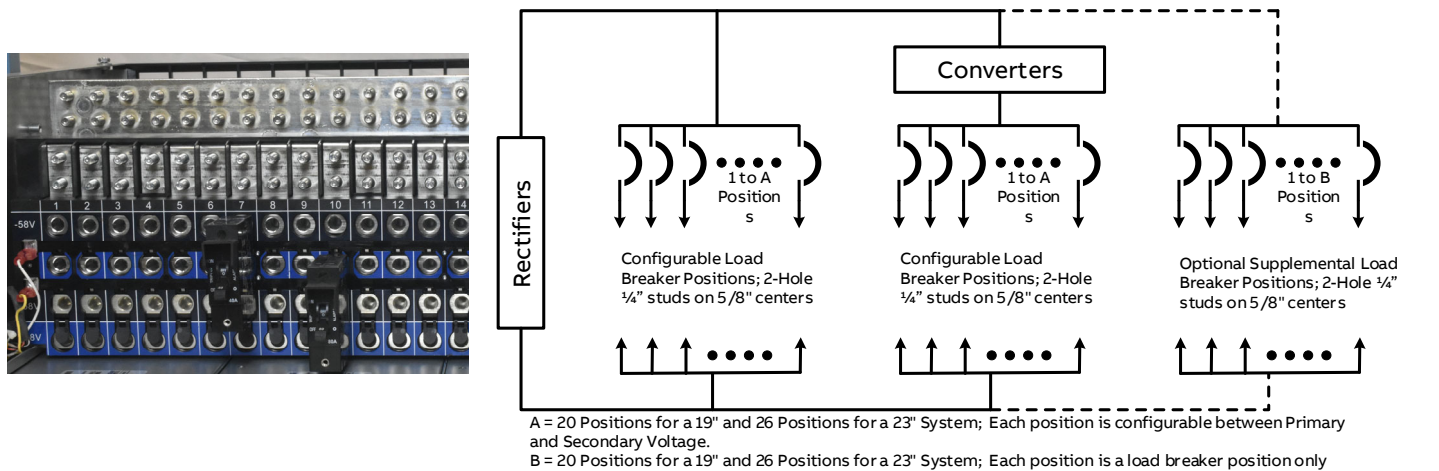 1 2 3 4 5 6 7 8 9 10 11 12 13 14
-58V
8V
60A
Rectifiers
Converters
1 to A
Position
s
1 to A
Position
s
1 to B
Position
s
Configurable Load
Breaker Positions; 2-Hole
¼” studs on 5/8" centers
Configurable Load
Breaker Positions; 2-Hole
¼” studs on 5/8" centers
Optional Supplemental Load
Breaker Positions; 2-Hole ¼”
studs on 5/8" centers
A = 20 Positions for a 19" and 26 Positions for a 23" System; Each position is configurable between Primary
and Secondary Voltage.
B = 20 Positions for a 19" and 26 Positions for a 23" System; Each position is a load breaker position only